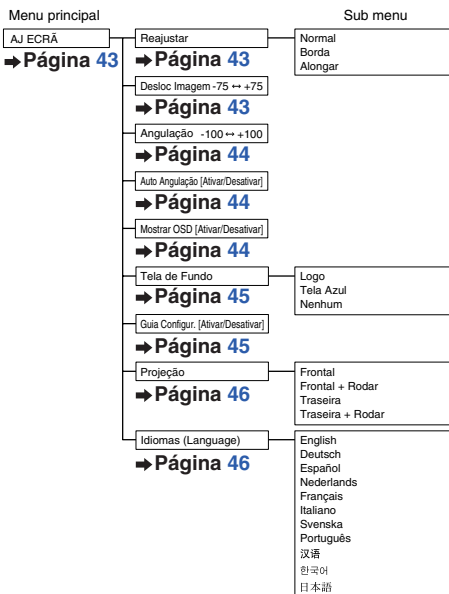 Menu principal
Sub menu
AJ ECRÃ
➡Página 43
Reajustar
➡Página 43
Normal
Borda
Alongar
Desloc Imagem -75 ↔ +75
➡Página 43
Angulação -100 ↔ +100
➡Página 44
Auto Angulação [Ativar/Desativar]
➡Página 44
Mostrar OSD [Ativar/Desativar]
➡Página 44
Tela de Fundo
➡Página 45
Logo
Tela Azul
Nenhum
Guia Configur. [Ativar/Desativar]
➡Página 45
Projeção
➡Página 46
Frontal
Frontal + Rodar
Traseira
Traseira + Rodar
Idiomas (Language)
➡Página 46
English
Deutsch
Español
Nederlands
Français
Italiano
Svenska
Português
汉语
한국어
日本語